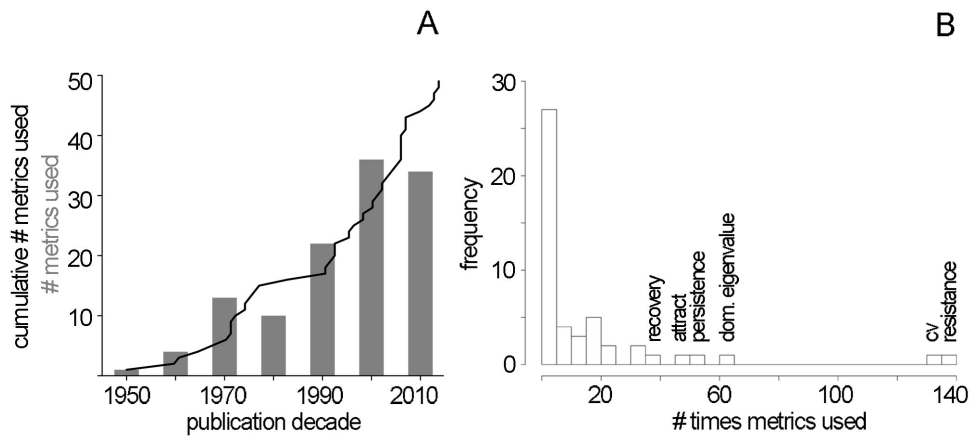 A
cumulative # metrics used
# metrics used
50
40
30
20
10
1950
1970
1990
2010
publication decade
B
frequency
30
20
10
0
recovery
attract
persistence
dom. eigenvalue
cv
resistance
20
60
100
140
# times metrics used